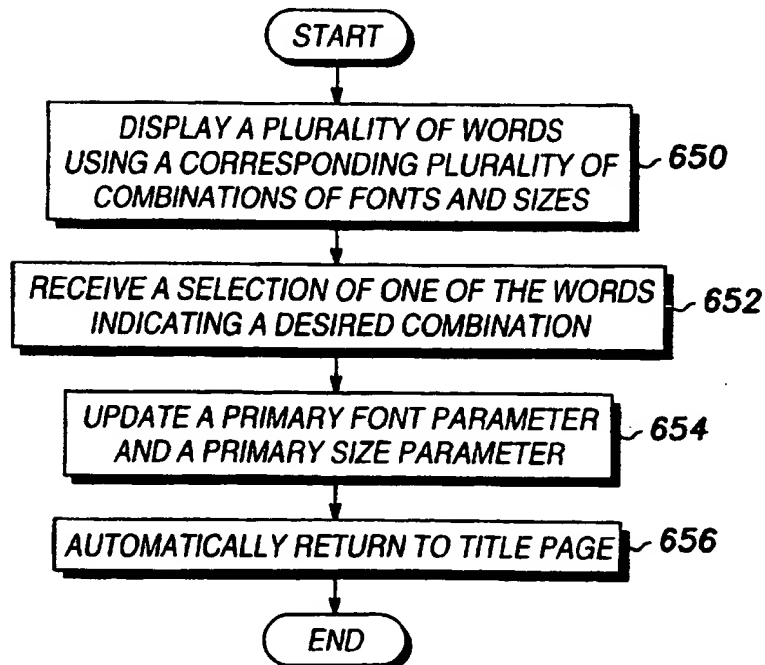 START
DISPLAY A PLURALITY OF WORDS
USING A CORRESPONDING PLURALITY OF
COMBINATIONS OF FONTS AND SIZES
650
RECEIVE A SELECTION OF ONE OF THE WORDS
INDICATING A DESIRED COMBINATION
652
UPDATE A PRIMARY FONT PARAMETER
AND A PRIMARY SIZE PARAMETER
654
AUTOMATICALLY RETURN TO TITLE PAGE
656
END